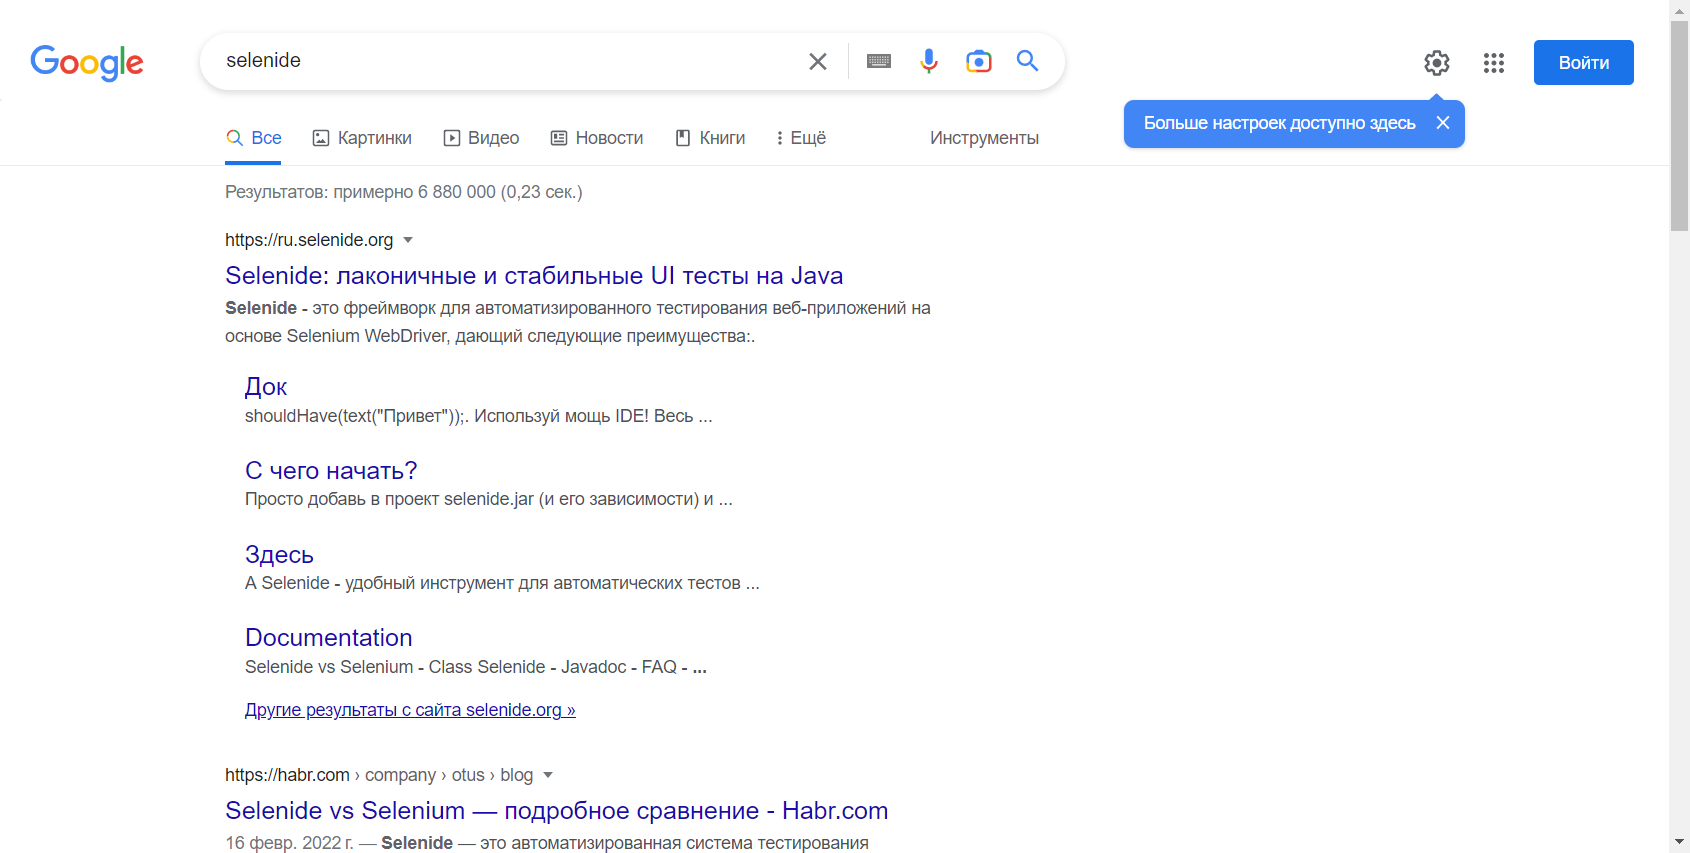 Google
selenide
Войти
Больше настроек доступно здесь
Все Картинки Видео Новости Книги Ещё Инструменты
Результатов: примерно 6 880 000 (0,23 сек.)
https://ru.selenide.org
Selenide: лаконичные и стабильные UI тесты на Java
Selenide - это фреймворк для автоматизированного тестирования веб-приложений на
основе Selenium WebDriver, дающий следующие преимущества:.
Док
shouldHave(text("Привет"));. Используй мощь IDE! Весь ...
С чего начать?
Просто добавь в проект selenide.jar (и его зависимости) и ...
Здесь
А Selenide - удобный инструмент для автоматических тестов ...
Documentation
Selenide vs Selenium - Class Selenide - Javadoc - FAQ - ...
Другие результаты с сайта selenide.org »
https://habr.com › company › otus › blog
Selenide vs Selenium — подробное сравнение - Habr.com
16 февр. 2022 г. — Selenide — это автоматизированная система тестирования